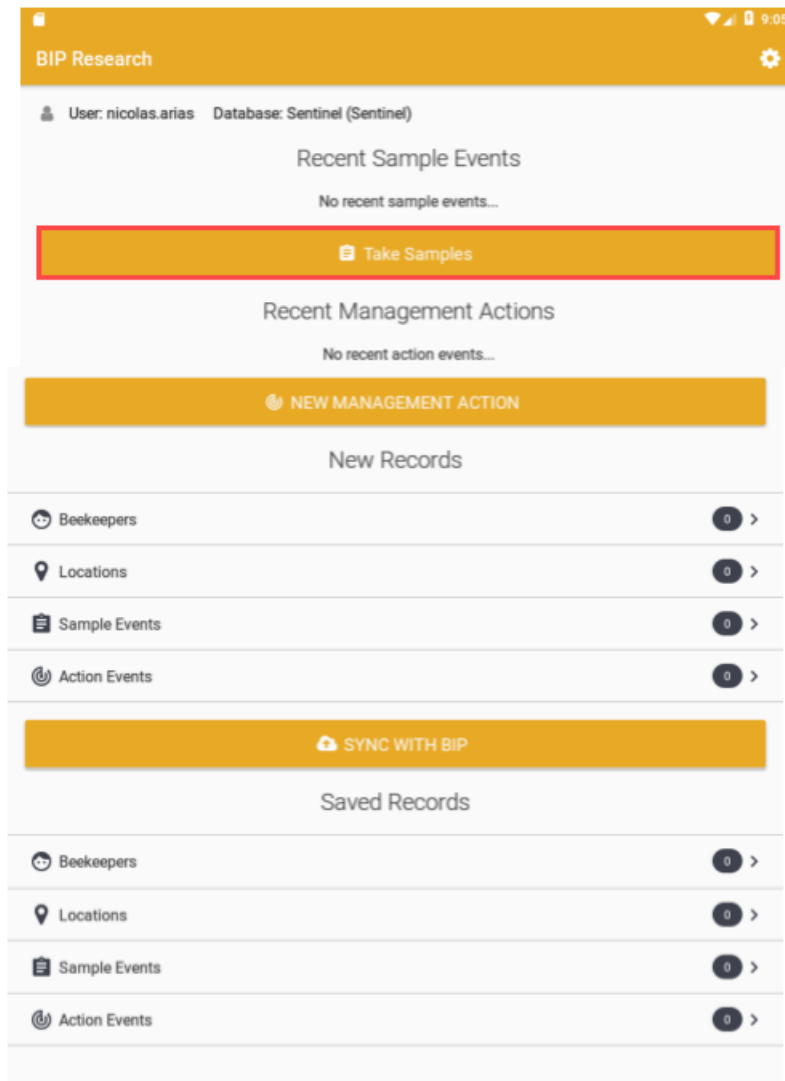 9:05
BIP Research
User: nicolas.arias Database: Sentinel (Sentinel)
Recent Sample Events
No recent sample events...
Take Samples
Recent Management Actions
No recent action events...
NEW MANAGEMENT ACTION
New Records
Beekeepers 0
Locations 0
Sample Events 0
Action Events 0
SYNC WITH BIP
Saved Records
Beekeepers 0
Locations 0
Sample Events 0
Action Events 0